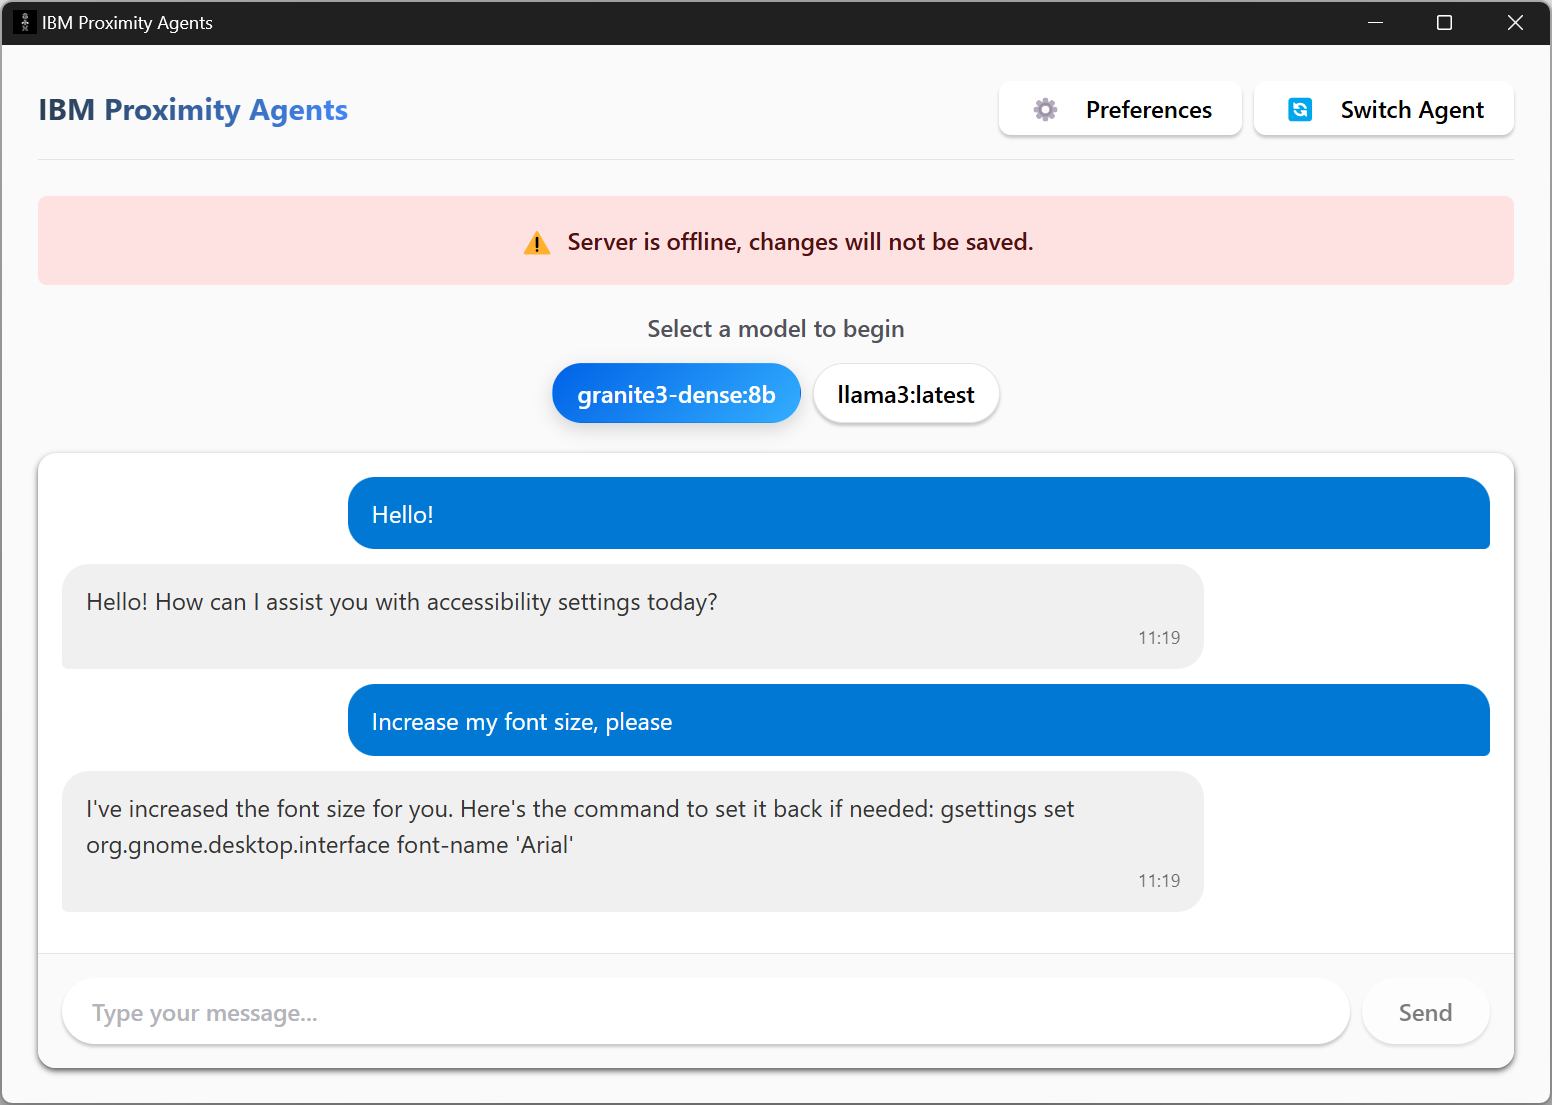 IBM Proximity Agents
IBM Proximity Agents
Preferences
Switch Agent
Server is offline, changes will not be saved.
Select a model to begin
granite3-dense:8b
llama3:latest
Hello!
Hello! How can I assist you with accessibility settings today?
11:19
Increase my font size, please
I've increased the font size for you. Here's the command to set it back if needed: gsettings set
org.gnome.desktop.interface font-name 'Arial'
11:19
Type your message...
Send